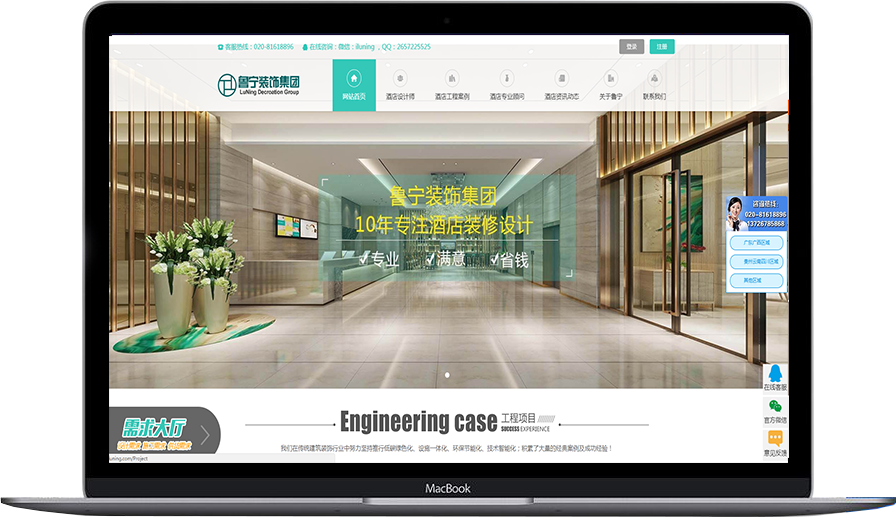 客服热线：020-81618896 在线咨询：微信：iluning ，QQ：2657225525
登录 注册
鲁宁装饰集团
LuNing Decroation Group
网站首页 酒店设计师 酒店工程案例 酒店专业顾问 酒店资讯动态 关于鲁宁 联系我们
鲁宁装饰集团
10年专注酒店装修设计
✓专业 ✓满意 ✓省钱
咨询热线：
020-81618896
13726785868
广东广西区域
贵州云南四川区域
其他区域
在线客服
官方微信
意见反馈
需求大厅
Engineering case 工程项目
SUCCESS EXPERIENCE
我们在传统建筑装饰行业中努力坚持推行低碳绿色化、设施一体化、环保节能化、技术智能化；积累了大量的经典案例及成功经验！
luning.com/Project
MacBook